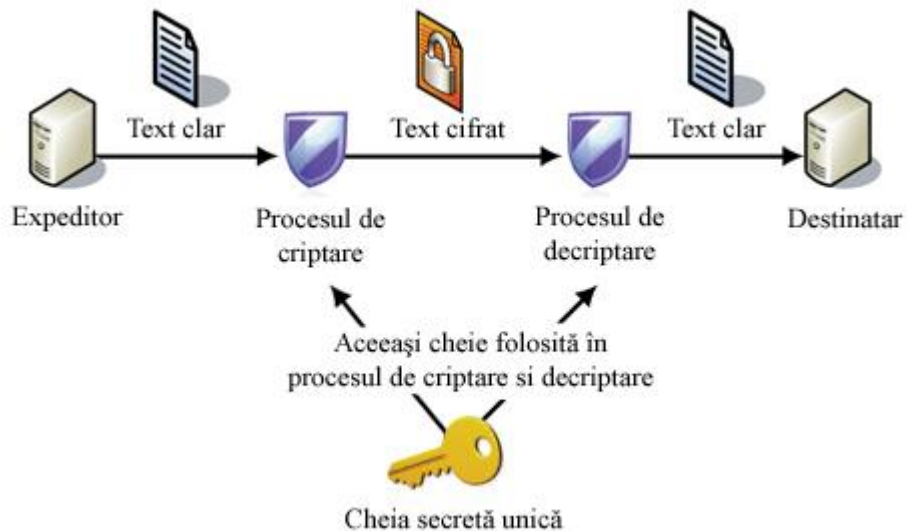 Text clar
Text cifrat
Text clar
Expeditor
Procesul de
criptare
Procesul de
decriptare
Destinatar
Aceeaşi cheie folosită în
procesul de criptare si decriptare
Cheia secretă unică